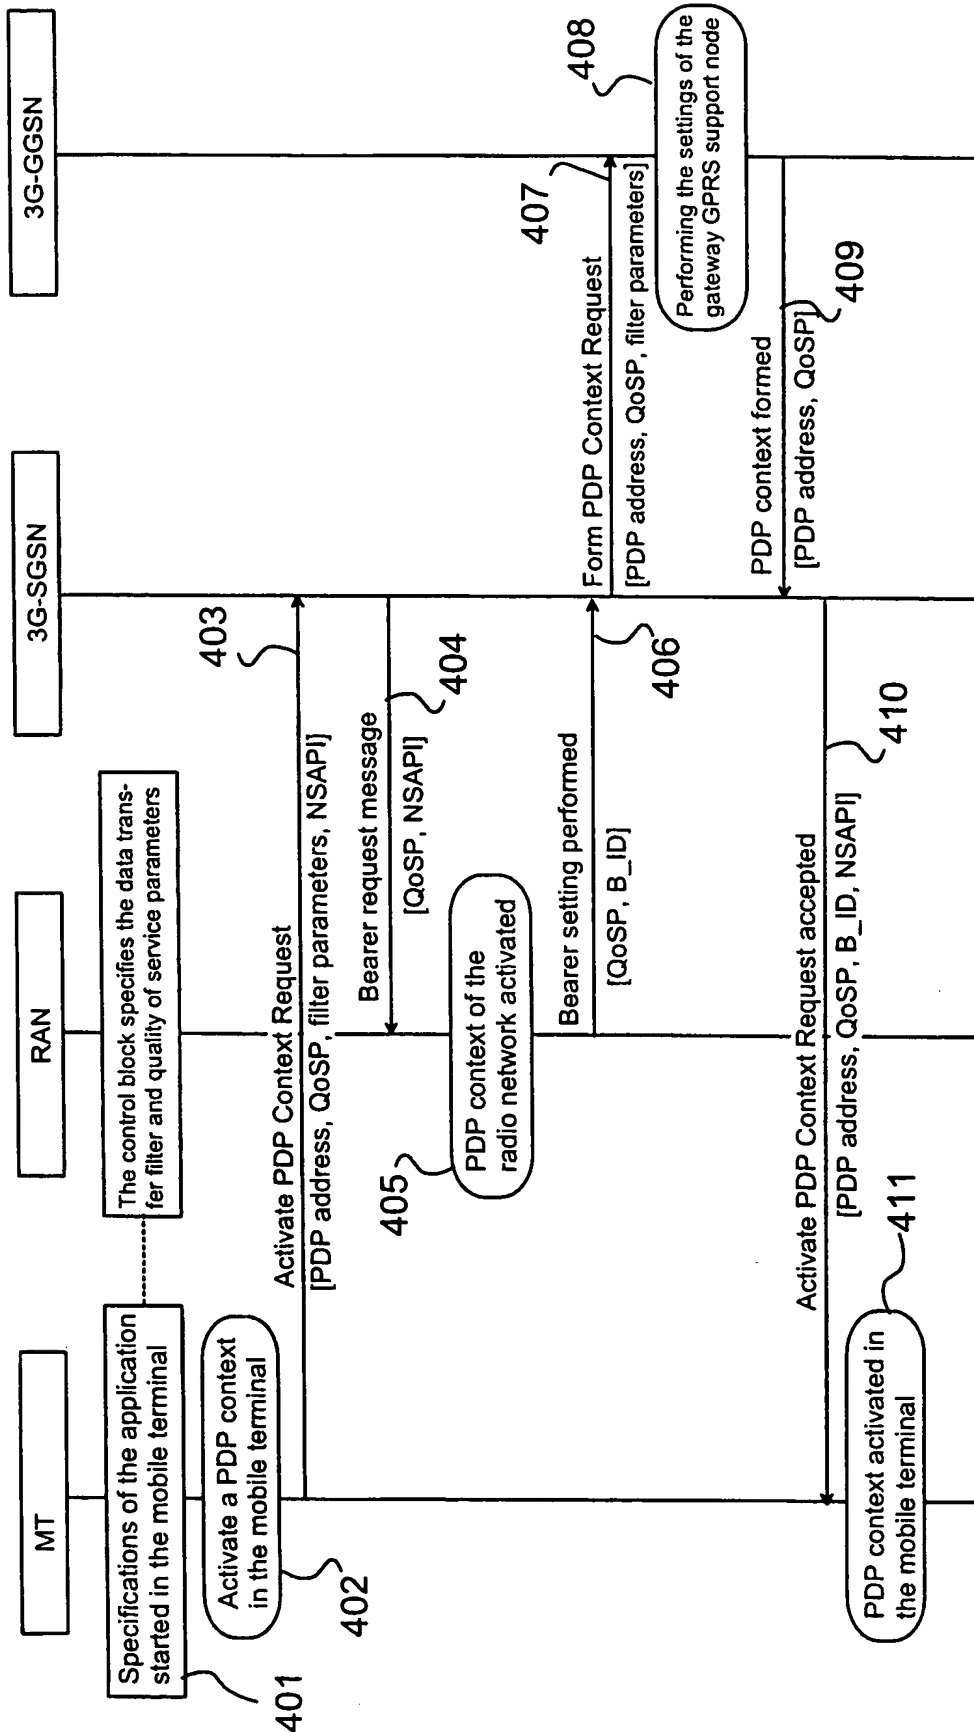 MT
RAN
3G-SGSN
3G-GGSN
Specifications of the application
started in the mobile terminal
401
The control block specifies the data trans-
fer filter and quality of service parameters
Activate a PDP context
in the mobile terminal
402
Activate PDP Context Request
[PDP address, QoSP, filter parameters, NSAPI]
403
Bearer request message
[QoSP, NSAPI]
404
405
PDP context of the
radio network activated
Bearer setting performed
[QoSP, B_ID]
406
Form PDP Context Request
[PDP address, QoSP, filter parameters]
407
408
Performing the settings of the
gateway GPRS support node
PDP context formed
[PDP address, QoSP]
409
Activate PDP Context Request accepted
[PDP address, QoSP, B_ID, NSAPI]
410
PDP context activated in
the mobile terminal
411